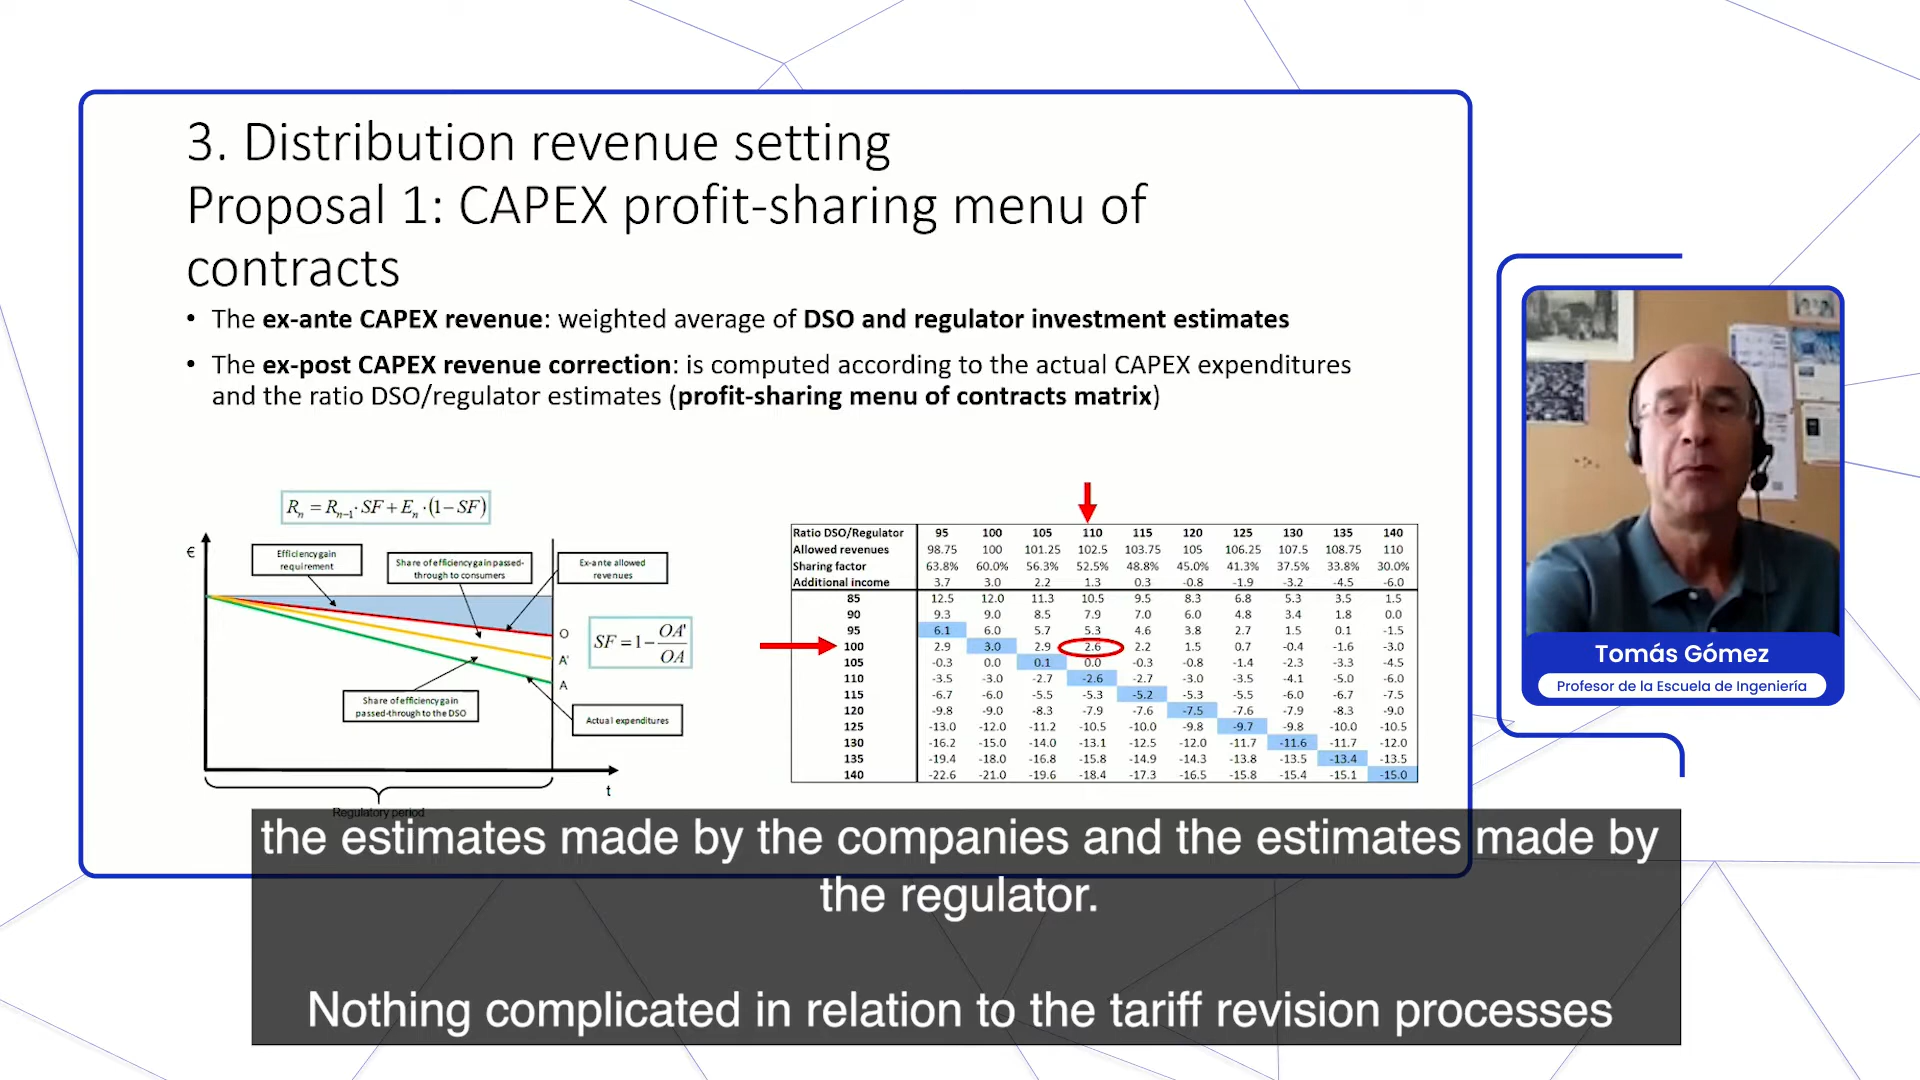 3. Distribution revenue setting
Proposal 1: CAPEX profit-sharing menu of
contracts
• The ex-ante CAPEX revenue: weighted average of DSO and regulator investment estimates
• The ex-post CAPEX revenue correction: is computed according to the actual CAPEX expenditures
and the ratio DSO/regulator estimates (profit-sharing menu of contracts matrix)
Rn = Rn-1·SF + En·(1−SF)
€
Efficiency gain
requirement
Share of efficiency gain passed-
through to consumers
Ex-ante allowed
revenues
SF = 1 − OA'/OA
O
A'
A
Share of efficiency gain
passed-through to the DSO
Actual expenditures
t
Regulatory period
Ratio DSO/Regulator 95 100 105 110 115 120 125 130 135 140
Allowed revenues 98.75 100 101.25 102.5 103.75 105 106.25 107.5 108.75 110
Sharing factor 63.8% 60.0% 56.3% 52.5% 48.8% 45.0% 41.3% 37.5% 33.8% 30.0%
Additional income 3.7 3.0 2.2 1.3 0.3 -0.8 -1.9 -3.2 -4.5 -6.0
85 12.5 12.0 11.3 10.5 9.5 8.3 6.8 5.3 3.5 1.5
90 9.3 9.0 8.5 7.9 7.0 6.0 4.8 3.4 1.8 0.0
95 6.1 6.0 5.7 5.3 4.6 3.8 2.7 1.5 0.1 -1.5
100 2.9 3.0 2.9 2.6 2.2 1.5 0.7 -0.4 -1.6 -3.0
105 -0.3 0.0 0.1 0.0 -0.3 -0.8 -1.4 -2.3 -3.3 -4.5
110 -3.5 -3.0 -2.7 -2.6 -2.7 -3.0 -3.5 -4.1 -5.0 -6.0
115 -6.7 -6.0 -5.5 -5.3 -5.2 -5.3 -5.5 -6.0 -6.7 -7.5
120 -9.8 -9.0 -8.3 -7.9 -7.6 -7.5 -7.6 -7.9 -8.3 -9.0
125 -13.0 -12.0 -11.2 -10.5 -10.0 -9.8 -9.7 -9.8 -10.0 -10.5
130 -16.2 -15.0 -14.0 -13.1 -12.5 -12.0 -11.7 -11.6 -11.7 -12.0
135 -19.4 -18.0 -16.8 -15.8 -14.9 -14.3 -13.8 -13.5 -13.4 -13.5
140 -22.6 -21.0 -19.6 -18.4 -17.3 -16.5 -15.8 -15.4 -15.1 -15.0
Tomás Gómez
Profesor de la Escuela de Ingeniería
the estimates made by the companies and the estimates made by
the regulator.
Nothing complicated in relation to the tariff revision processes